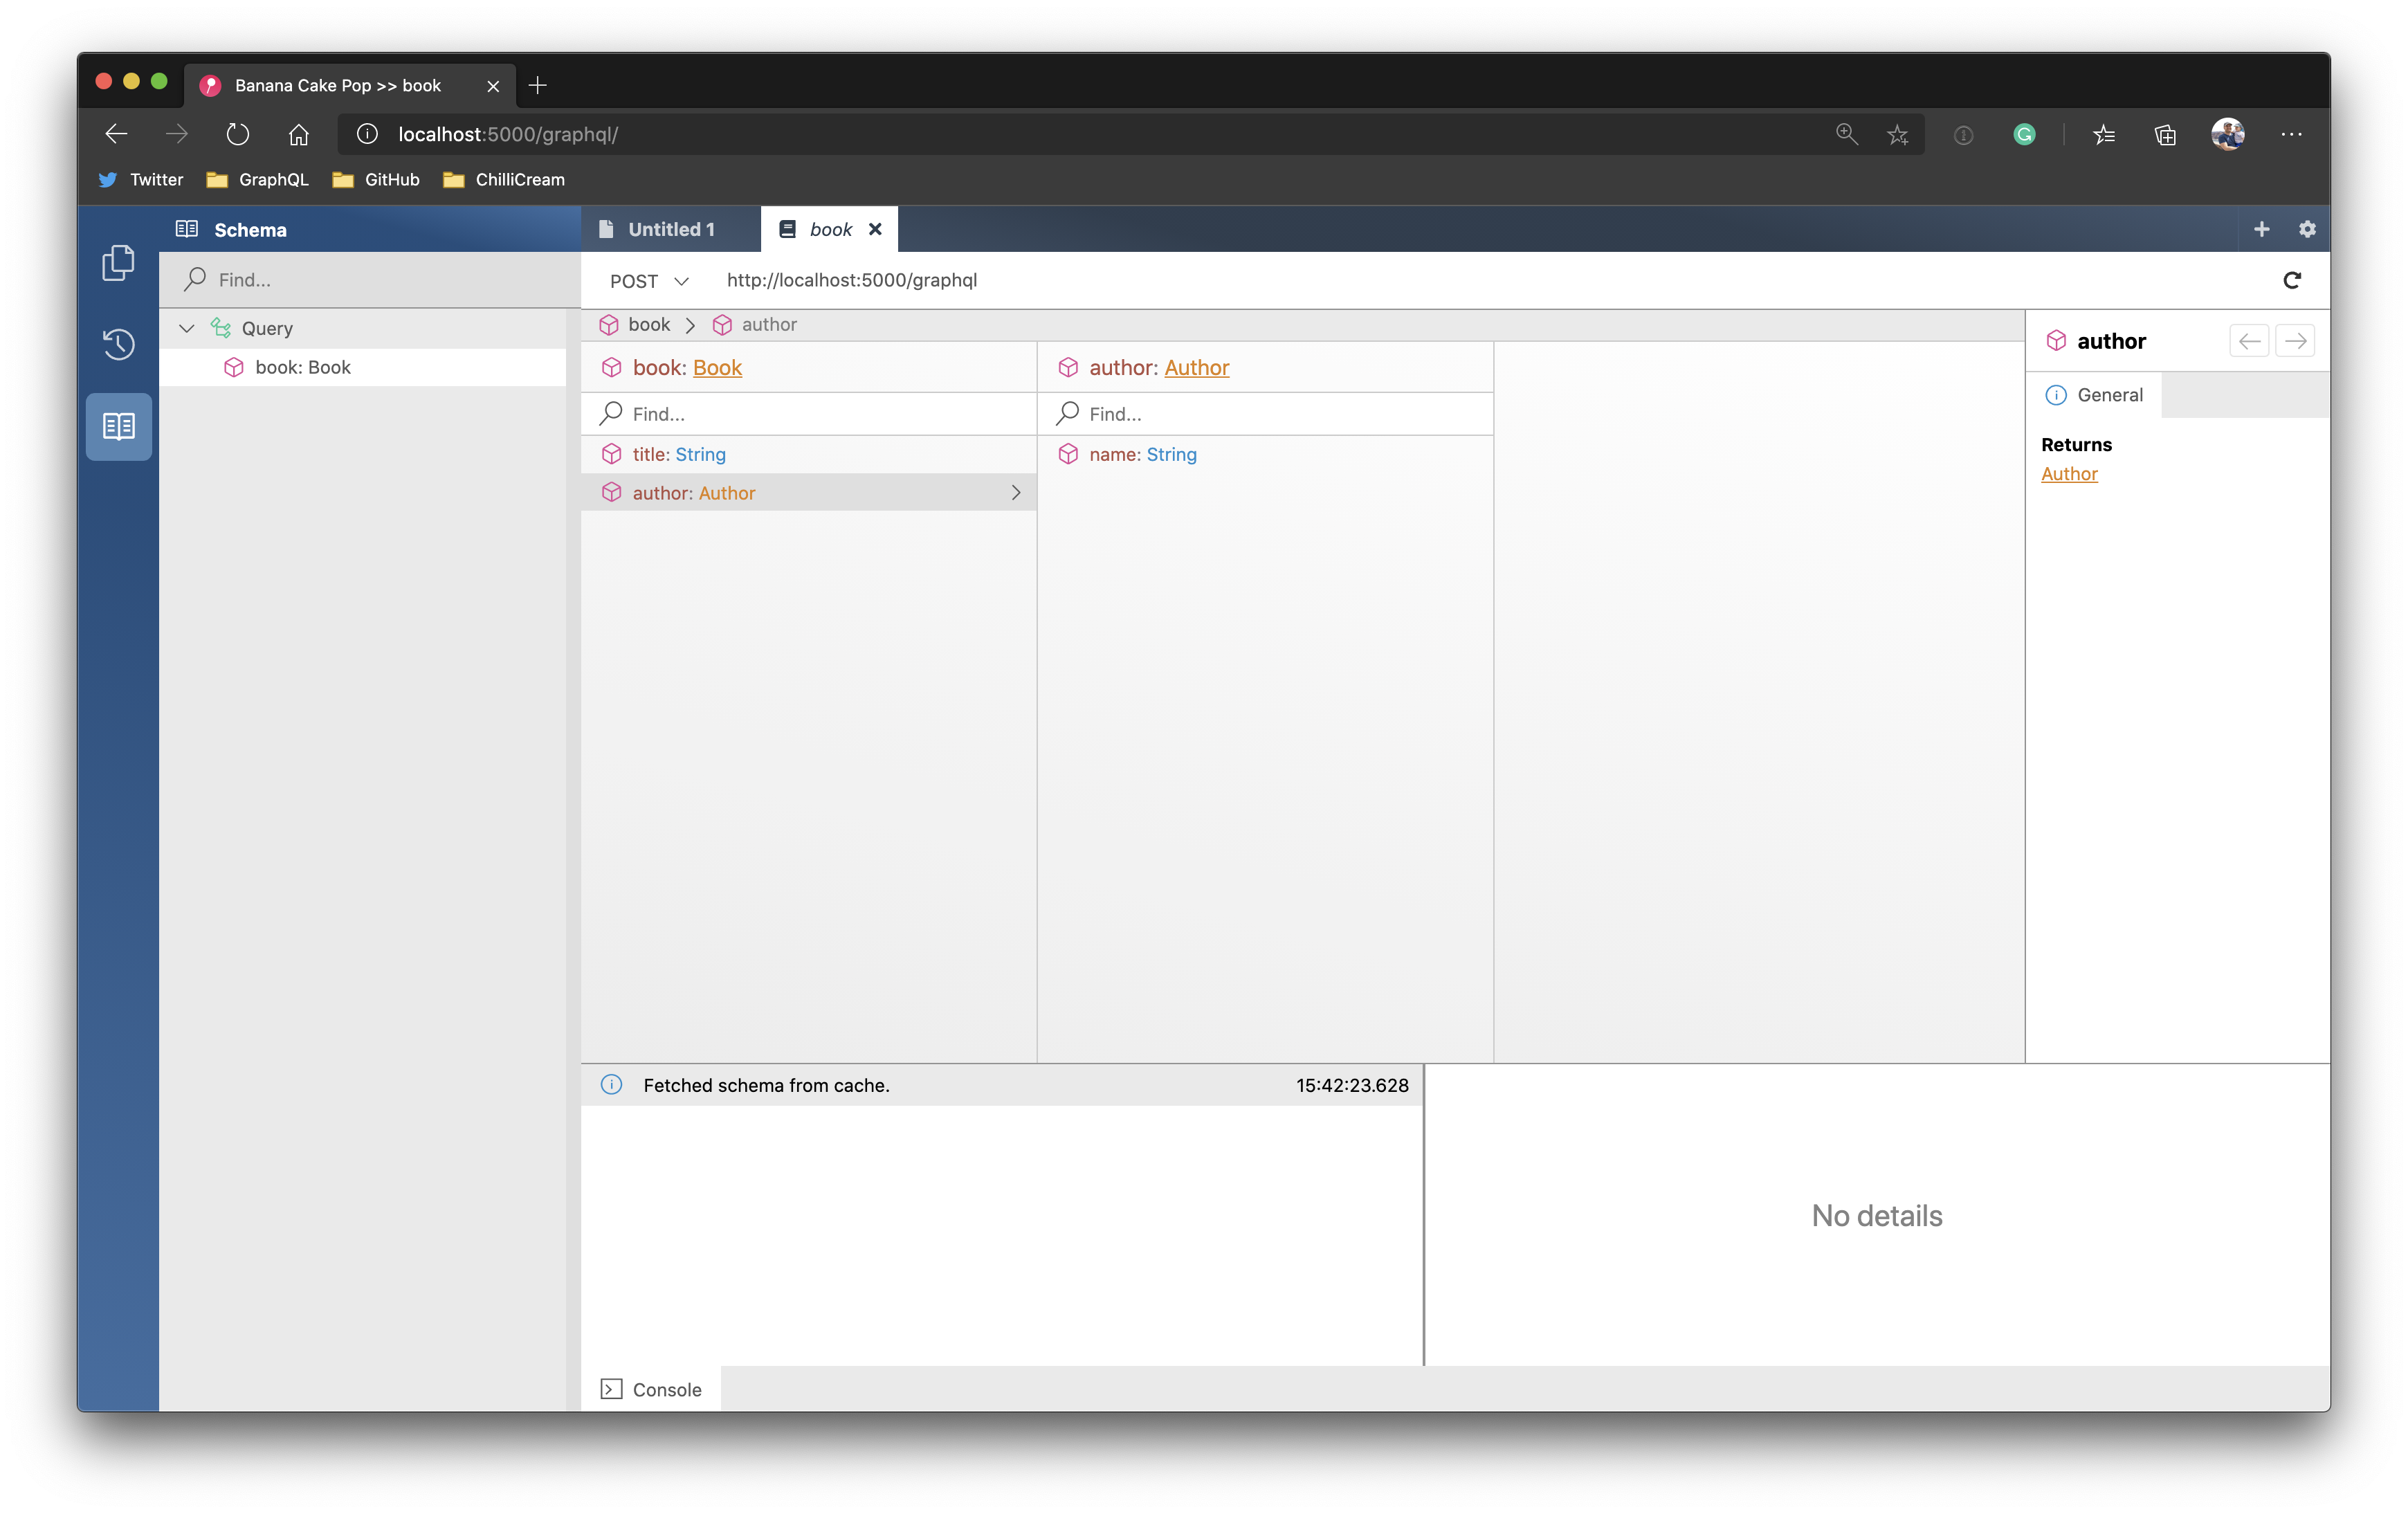 Banana Cake Pop >> book
localhost:5000/graphql/
Twitter GraphQL GitHub ChilliCream
Schema
Find...
Query
book: Book
Untitled 1 book
POST http://localhost:5000/graphql
book author
book: Book
Find...
title: String
author: Author
author: Author
Find...
name: String
author
General
Returns
Author
Fetched schema from cache. 15:42:23.628
No details
Console